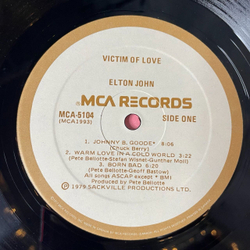 VICTIM OF LOVE
ELTON JOHN
MCA RECORDS
MCA-5104
(MCA1993)
SIDE ONE
1. JOHNNY B. GOODE* 8:06
(Chuck Berry)
2. WARM LOVE IN A COLD WORLD 3:22
(Pete Bellotte-Stefan Wisnet-Gunther Moll)
3. BORN BAD 6:20
(Pete Bellotte-Geoff Bastow)
All songs ASCAP except * BMI
Produced by Pete Bellotte
℗ 1979 SACKVILLE PRODUCTIONS LTD.